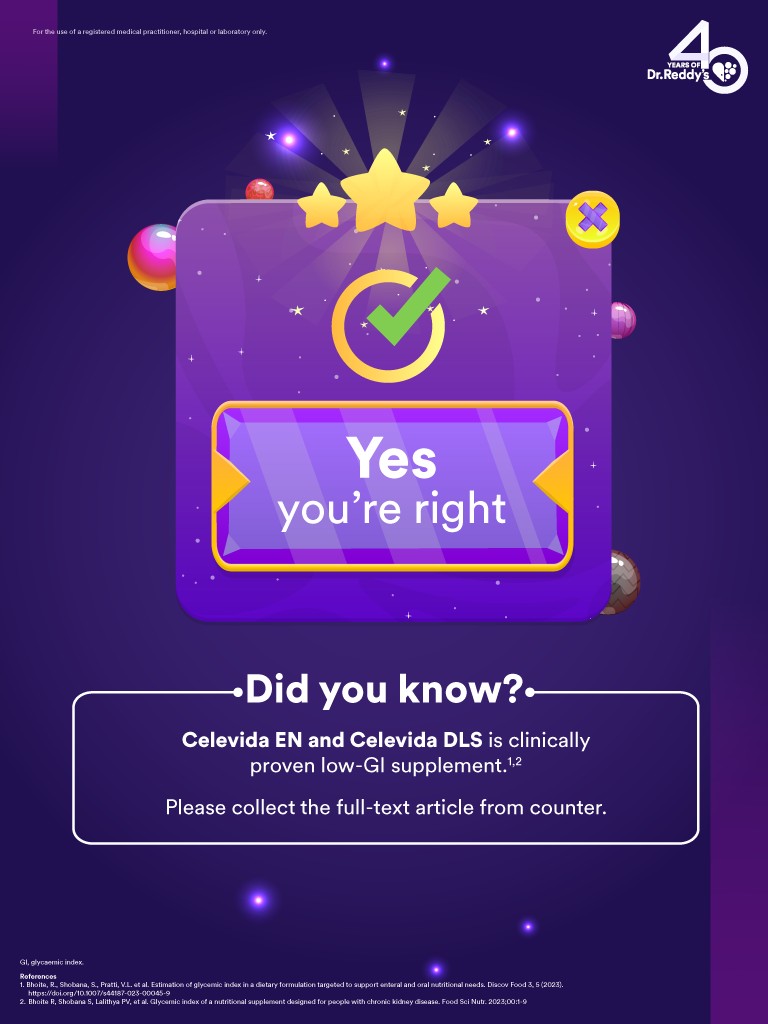 For the use of a registered medical practitioner, hospital or laboratory only.
40
YEARS OF
Dr.Reddy's
Yes
you're right
Did you know?
Celevida EN and Celevida DLS is clinically
proven low-GI supplement.1,2
Please collect the full-text article from counter.
GI, glycaemic index.
References
1. Bhoite, R., Shobana, S., Pratti, V.L. et al. Estimation of glycemic index in a dietary formulation targeted to support enteral and oral nutritional needs. Discov Food 3, 5 (2023).
https://doi.org/10.1007/s44187-023-00045-9
2. Bhoite R, Shobana S, Lalithya PV, et al. Glycemic index of a nutritional supplement designed for people with chronic kidney disease. Food Sci Nutr. 2023;00:1-9